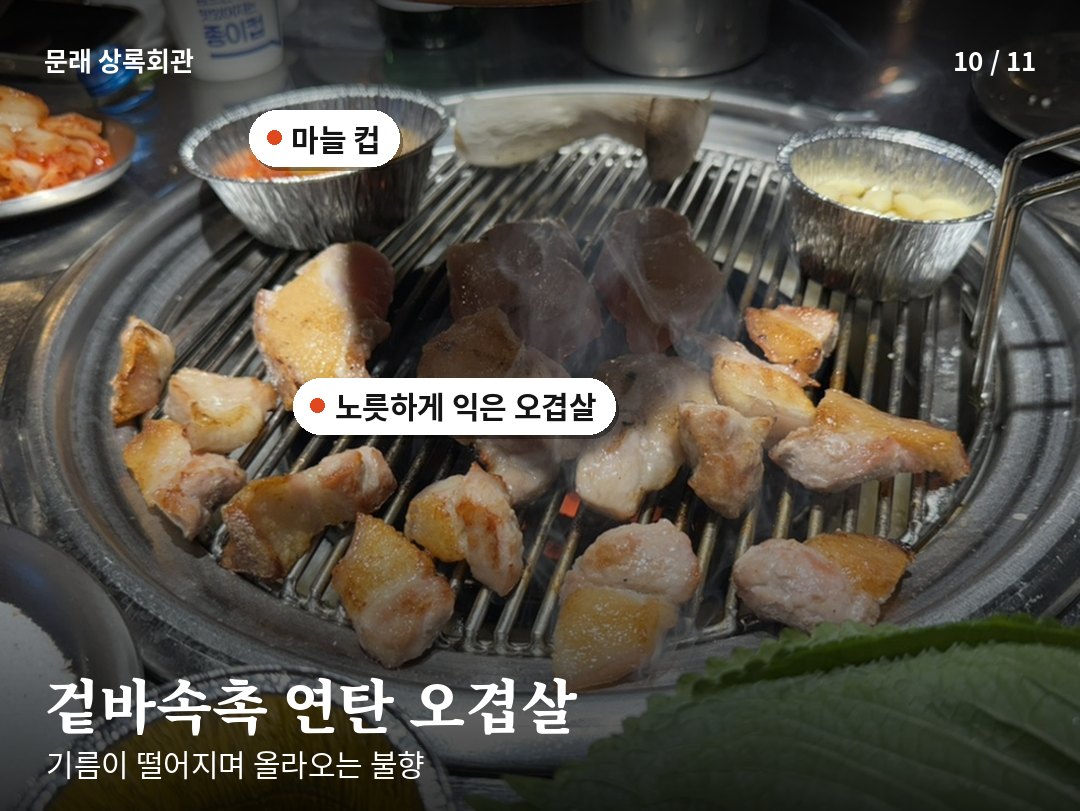 문래 상록회관
10 / 11
마늘 컵
노릇하게 익은 오겹살
겉바속촉 연탄 오겹살
기름이 떨어지며 올라오는 불향